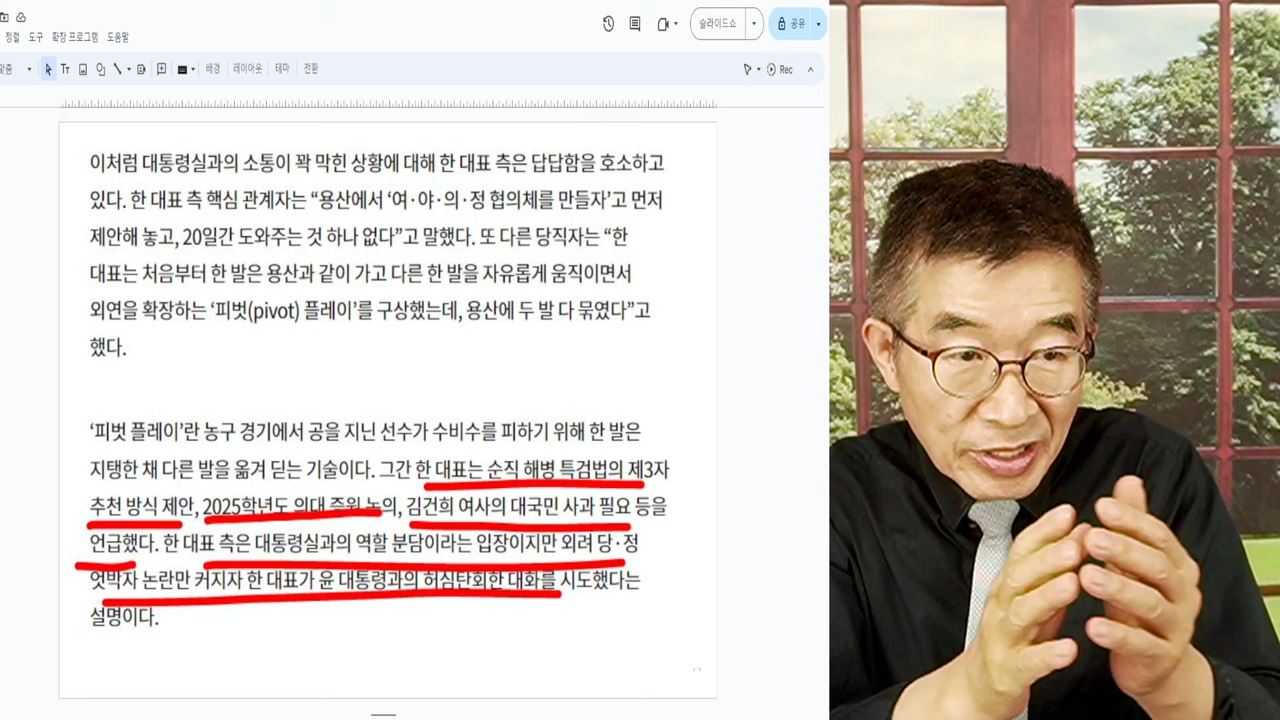 정렬 도구 확장 프로그램 도움말
슬라이드쇼
공유
맞춤
배경
레이아웃
테마
전환
Rec
이처럼 대통령실과의 소통이 꽉 막힌 상황에 대해 한 대표 측은 답답함을 호소하고
있다. 한 대표 측 핵심 관계자는 “용산에서 ‘여·야·의·정 협의체를 만들자’고 먼저
제안해 놓고, 20일간 도와주는 것 하나 없다”고 말했다. 또 다른 당직자는 “한
대표는 처음부터 한 발은 용산과 같이 가고 다른 한 발을 자유롭게 움직이면서
외연을 확장하는 ‘피벗(pivot) 플레이’를 구상했는데, 용산에 두 발 다 묶였다”고
했다.
‘피벗 플레이’란 농구 경기에서 공을 지닌 선수가 수비수를 피하기 위해 한 발은
지탱한 채 다른 발을 옮겨 딛는 기술이다. 그간 한 대표는 순직 해병 특검법의 제3자
추천 방식 제안, 2025학년도 의대 증원 논의, 김건희 여사의 대국민 사과 필요 등을
언급했다. 한 대표 측은 대통령실과의 역할 분담이라는 입장이지만 외려 당·정
엇박자 논란만 커지자 한 대표가 윤 대통령과의 허심탄회한 대화를 시도했다는
설명이다.